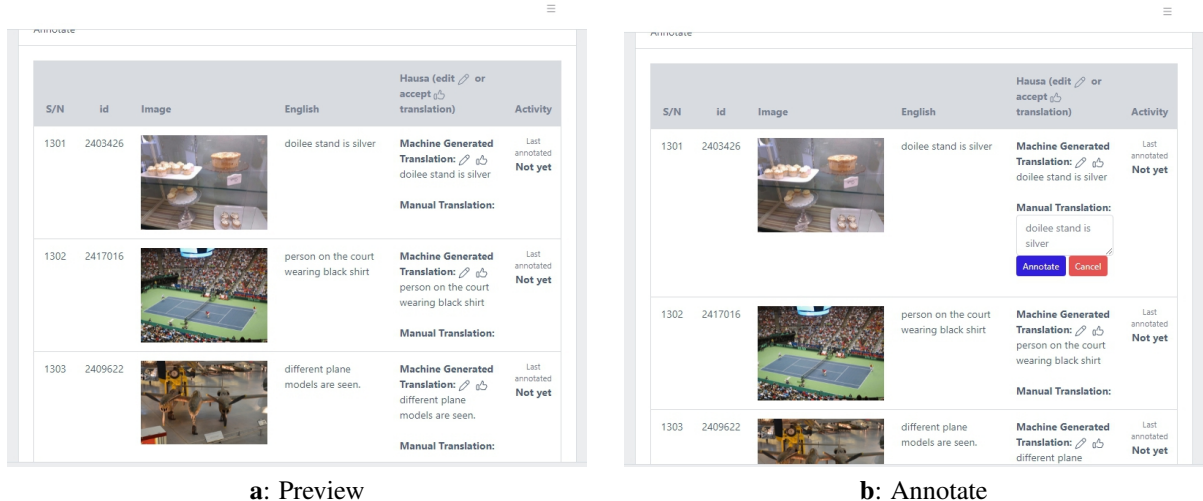 Annotate
S/N id Image English Hausa (edit or accept translation) Activity
1301 2403426 doilee stand is silver Machine Generated Last
Translation: annotated
doilee stand is silver Not yet
Manual Translation:
1302 2417016 person on the court Machine Generated Last
wearing black shirt Translation: annotated
person on the court Not yet
wearing black shirt
Manual Translation:
1303 2409622 different plane Machine Generated Last
models are seen. Translation: annotated
different plane Not yet
models are seen.
Manual Translation:
a: Preview
Annotate
S/N id Image English Hausa (edit or accept translation) Activity
1301 2403426 doilee stand is silver Machine Generated Last
Translation: annotated
doilee stand is silver Not yet
Manual Translation:
doilee stand is
silver
Annotate Cancel
1302 2417016 person on the court Machine Generated Last
wearing black shirt Translation: annotated
person on the court Not yet
wearing black shirt
Manual Translation:
1303 2409622 different plane Machine Generated Last
models are seen. Translation: annotated
different plane Not yet
b: Annotate